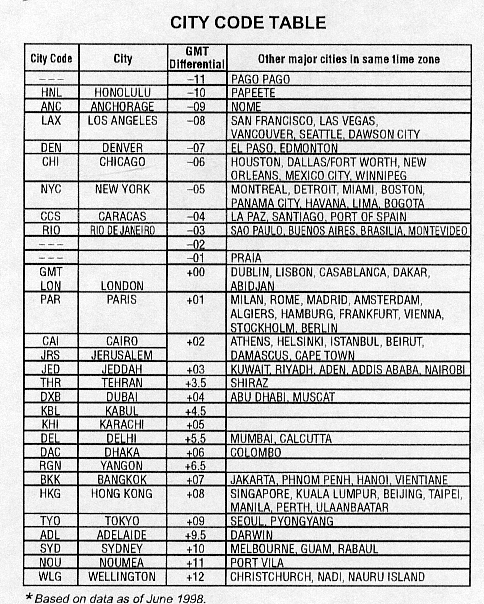 CITY CODE TABLE
City Code City GMT Differential Other major cities in same time zone
--- −11 PAGO PAGO
HNL HONOLULU −10 PAPEETE
ANC ANCHORAGE −09 NOME
LAX LOS ANGELES −08 SAN FRANCISCO, LAS VEGAS,
VANCOUVER, SEATTLE, DAWSON CITY
DEN DENVER −07 EL PASO, EDMONTON
CHI CHICAGO −06 HOUSTON, DALLAS/FORT WORTH, NEW
ORLEANS, MEXICO CITY, WINNIPEG
NYC NEW YORK −05 MONTREAL, DETROIT, MIAMI, BOSTON,
PANAMA CITY, HAVANA, LIMA, BOGOTA
CCS CARACAS −04 LA PAZ, SANTIAGO, PORT OF SPAIN
RIO RIO DE JANEIRO −03 SAO PAULO, BUENOS AIRES, BRASILIA, MONTEVIDEO
--- −02
--- −01 PRAIA
GMT +00 DUBLIN, LISBON, CASABLANCA, DAKAR,
LON LONDON ABIDJAN
PAR PARIS +01 MILAN, ROME, MADRID, AMSTERDAM,
ALGIERS, HAMBURG, FRANKFURT, VIENNA,
STOCKHOLM, BERLIN
CAI CAIRO +02 ATHENS, HELSINKI, ISTANBUL, BEIRUT,
JRS JERUSALEM DAMASCUS, CAPE TOWN
JED JEDDAH +03 KUWAIT, RIYADH, ADEN, ADDIS ABABA, NAIROBI
THR TEHRAN +3.5 SHIRAZ
DXB DUBAI +04 ABU DHABI, MUSCAT
KBL KABUL +4.5
KHI KARACHI +05
DEL DELHI +5.5 MUMBAI, CALCUTTA
DAC DHAKA +06 COLOMBO
RGN YANGON +6.5
BKK BANGKOK +07 JAKARTA, PHNOM PENH, HANOI, VIENTIANE
HKG HONG KONG +08 SINGAPORE, KUALA LUMPUR, BEIJING, TAIPEI,
MANILA, PERTH, ULAANBAATAR
TYO TOKYO +09 SEOUL, PYONGYANG
ADL ADELAIDE +9.5 DARWIN
SYD SYDNEY +10 MELBOURNE, GUAM, RABAUL
NOU NOUMEA +11 PORT VILA
WLG WELLINGTON +12 CHRISTCHURCH, NADI, NAURU ISLAND
*Based on data as of June 1998.